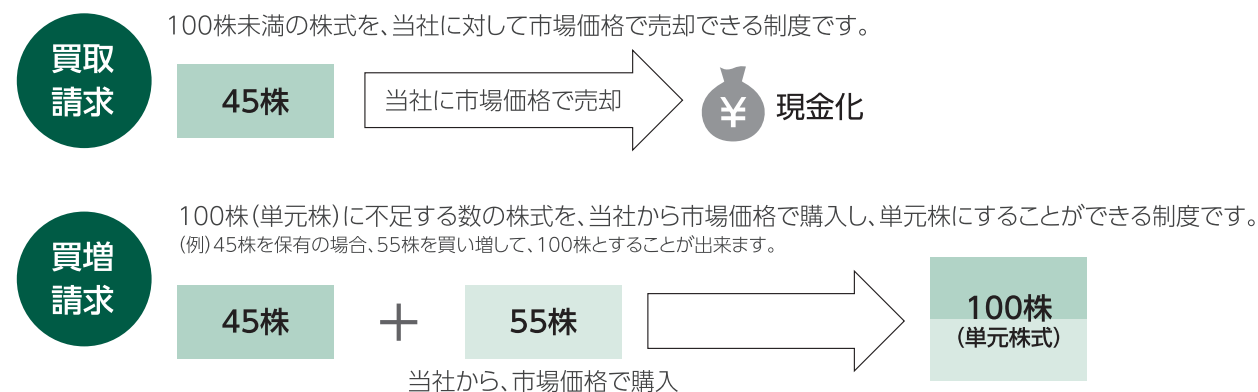 買取
請求
100株未満の株式を、当社に対して市場価格で売却できる制度です。
45株
当社に市場価格で売却
¥
現金化
買増
請求
100株(単元株)に不足する数の株式を、当社から市場価格で購入し、単元株にすることができる制度です。
(例)45株を保有の場合、55株を買い増して、100株とすることが出来ます。
45株
+
55株
100株
(単元株式)
当社から、市場価格で購入